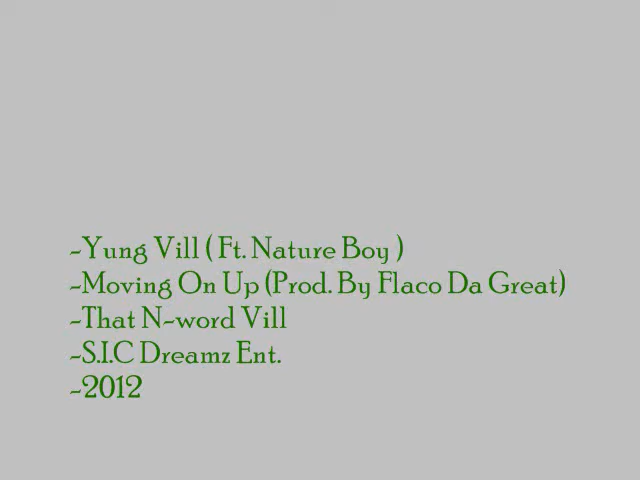 -Yung Vill ( Ft. Nature Boy )
-Moving On Up (Prod. By Flaco Da Great)
-That N-word Vill
-S.I.C Dreamz Ent.
-2012